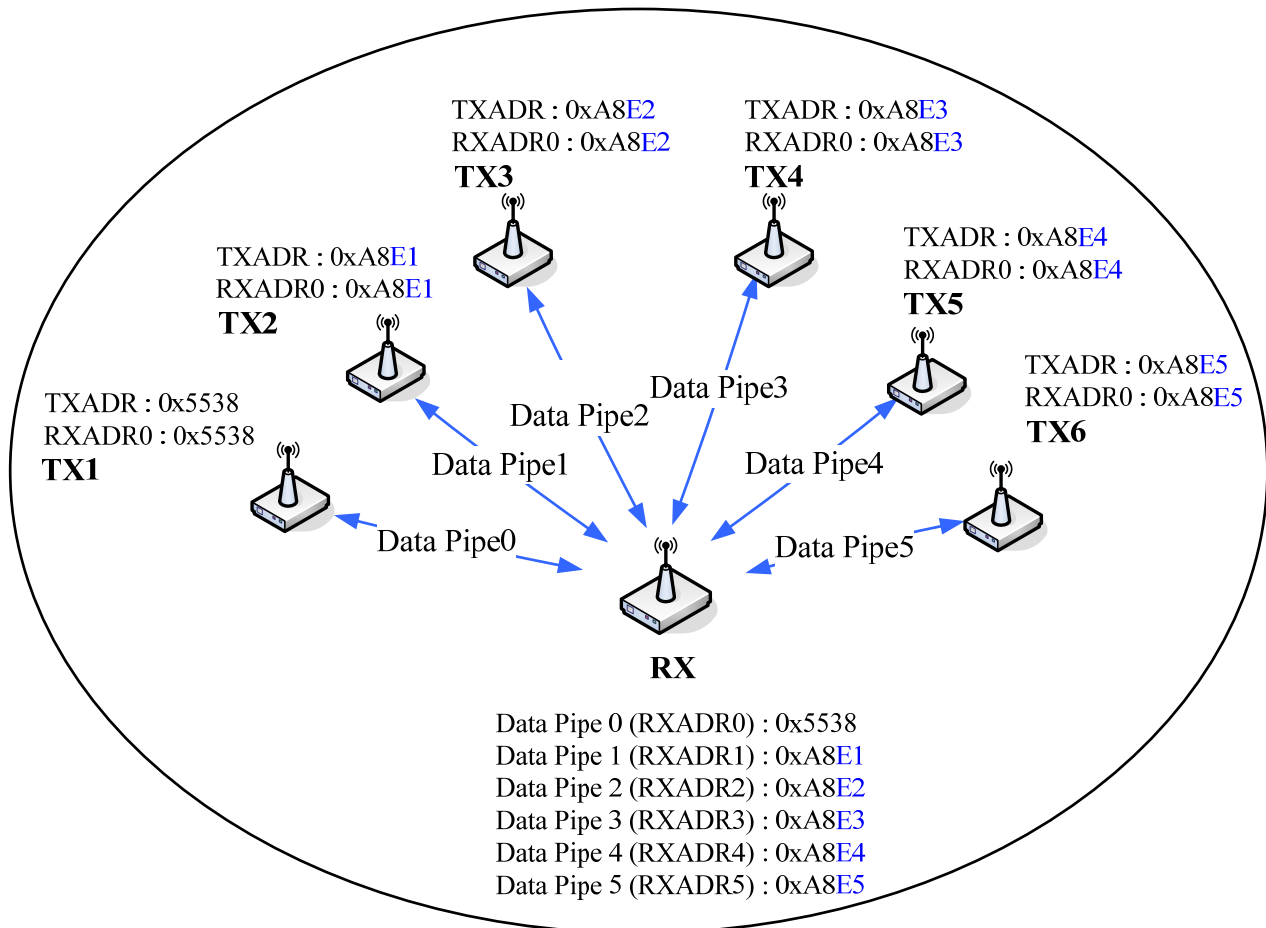 TXADR : 0xA8E2
RXADR0 : 0xA8E2
TX3
TXADR : 0xA8E3
RXADR0 : 0xA8E3
TX4
TXADR : 0xA8E1
RXADR0 : 0xA8E1
TX2
TXADR : 0xA8E4
RXADR0 : 0xA8E4
TX5
TXADR : 0x5538
RXADR0 : 0x5538
TX1
TXADR : 0xA8E5
RXADR0 : 0xA8E5
TX6
Data Pipe0
Data Pipe1
Data Pipe2
Data Pipe3
Data Pipe4
Data Pipe5
RX
Data Pipe 0 (RXADR0) : 0x5538
Data Pipe 1 (RXADR1) : 0xA8E1
Data Pipe 2 (RXADR2) : 0xA8E2
Data Pipe 3 (RXADR3) : 0xA8E3
Data Pipe 4 (RXADR4) : 0xA8E4
Data Pipe 5 (RXADR5) : 0xA8E5